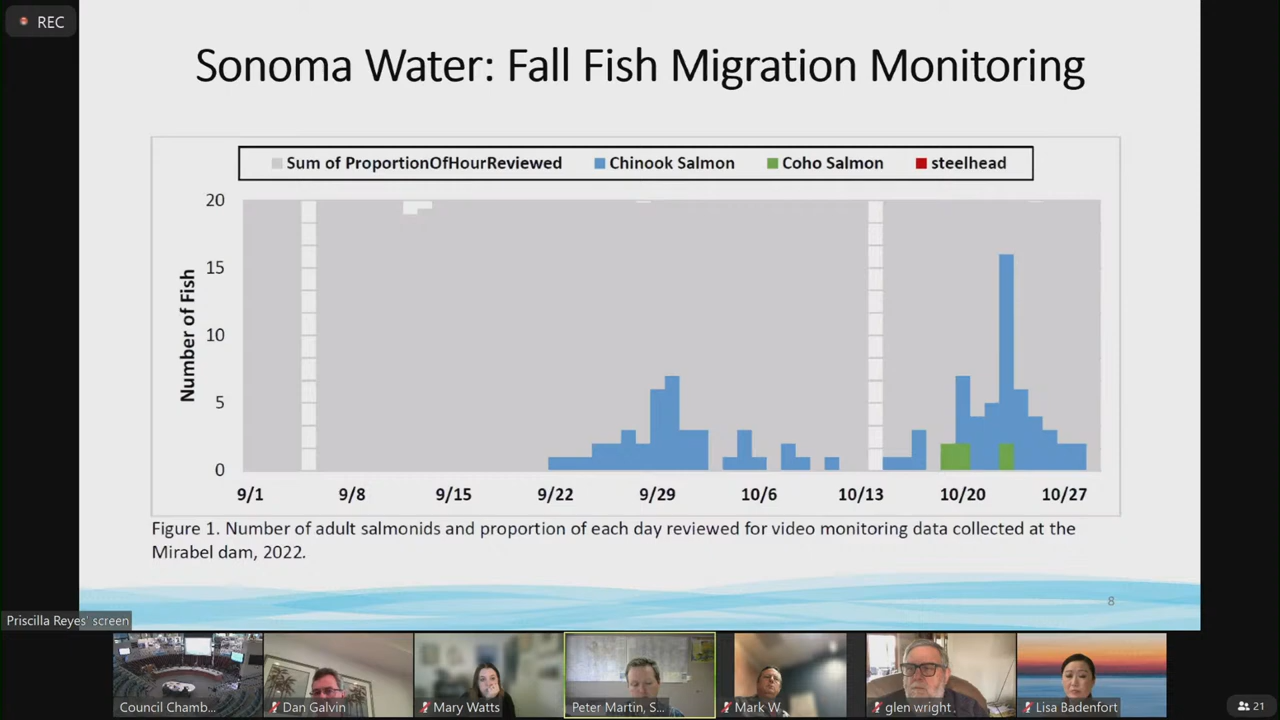 REC
Sonoma Water: Fall Fish Migration Monitoring
Sum of ProportionOfHourReviewed Chinook Salmon Coho Salmon steelhead
20
15
10
5
0
Number of Fish
9/1 9/8 9/15 9/22 9/29 10/6 10/13 10/20 10/27
Figure 1. Number of adult salmonids and proportion of each day reviewed for video monitoring data collected at the
Mirabel dam, 2022.
8
Priscilla Reyes' screen
Council Chamb... Dan Galvin Mary Watts Peter Martin, S... Mark W. glen wright Lisa Badenfort
21